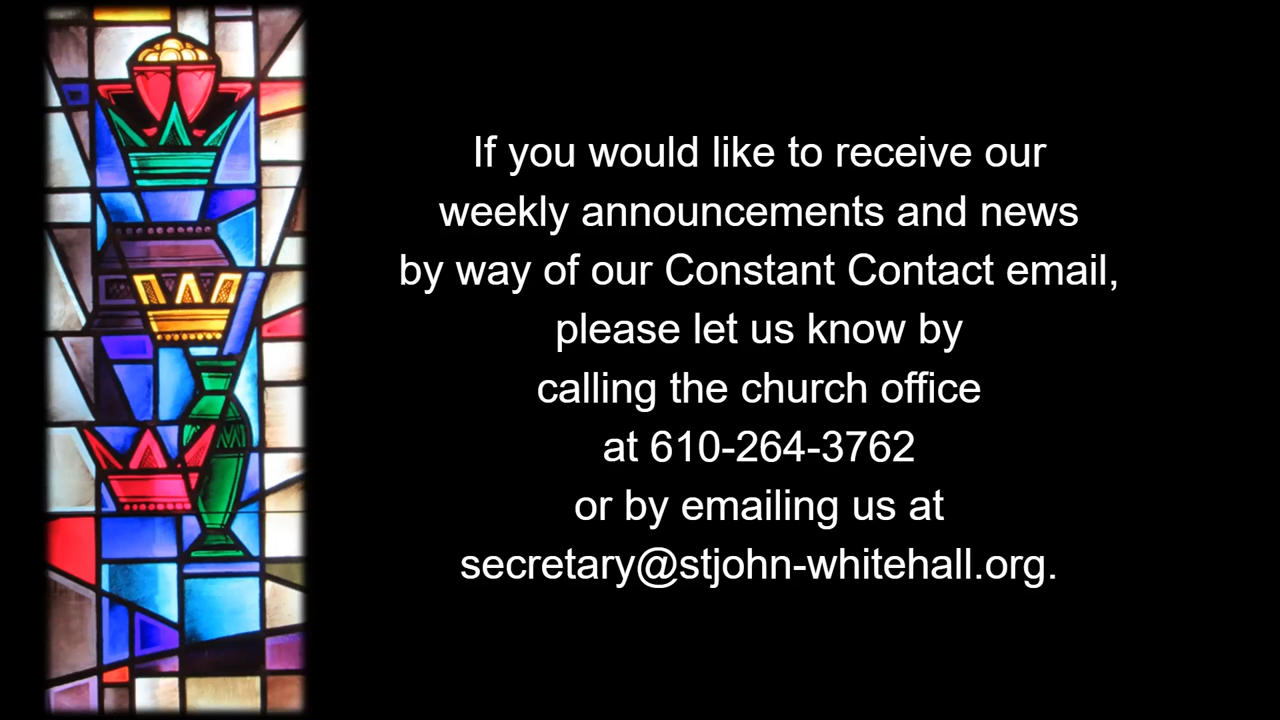 If you would like to receive our
weekly announcements and news
by way of our Constant Contact email,
please let us know by
calling the church office
at 610-264-3762
or by emailing us at
secretary@stjohn-whitehall.org.